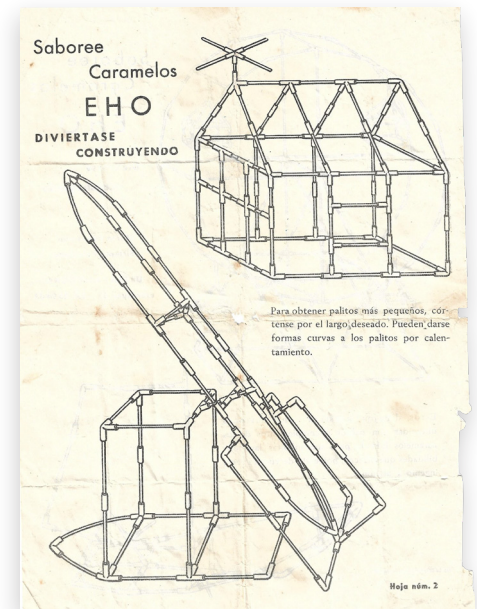 Saboree
Caramelos
EHO
DIVIERTASE
CONSTRUYENDO
Para obtener palitos más pequeños, cór-
tense por el largo deseado. Pueden darse
formas curvas a los palitos por calen-
tamiento.
Hoja núm. 2